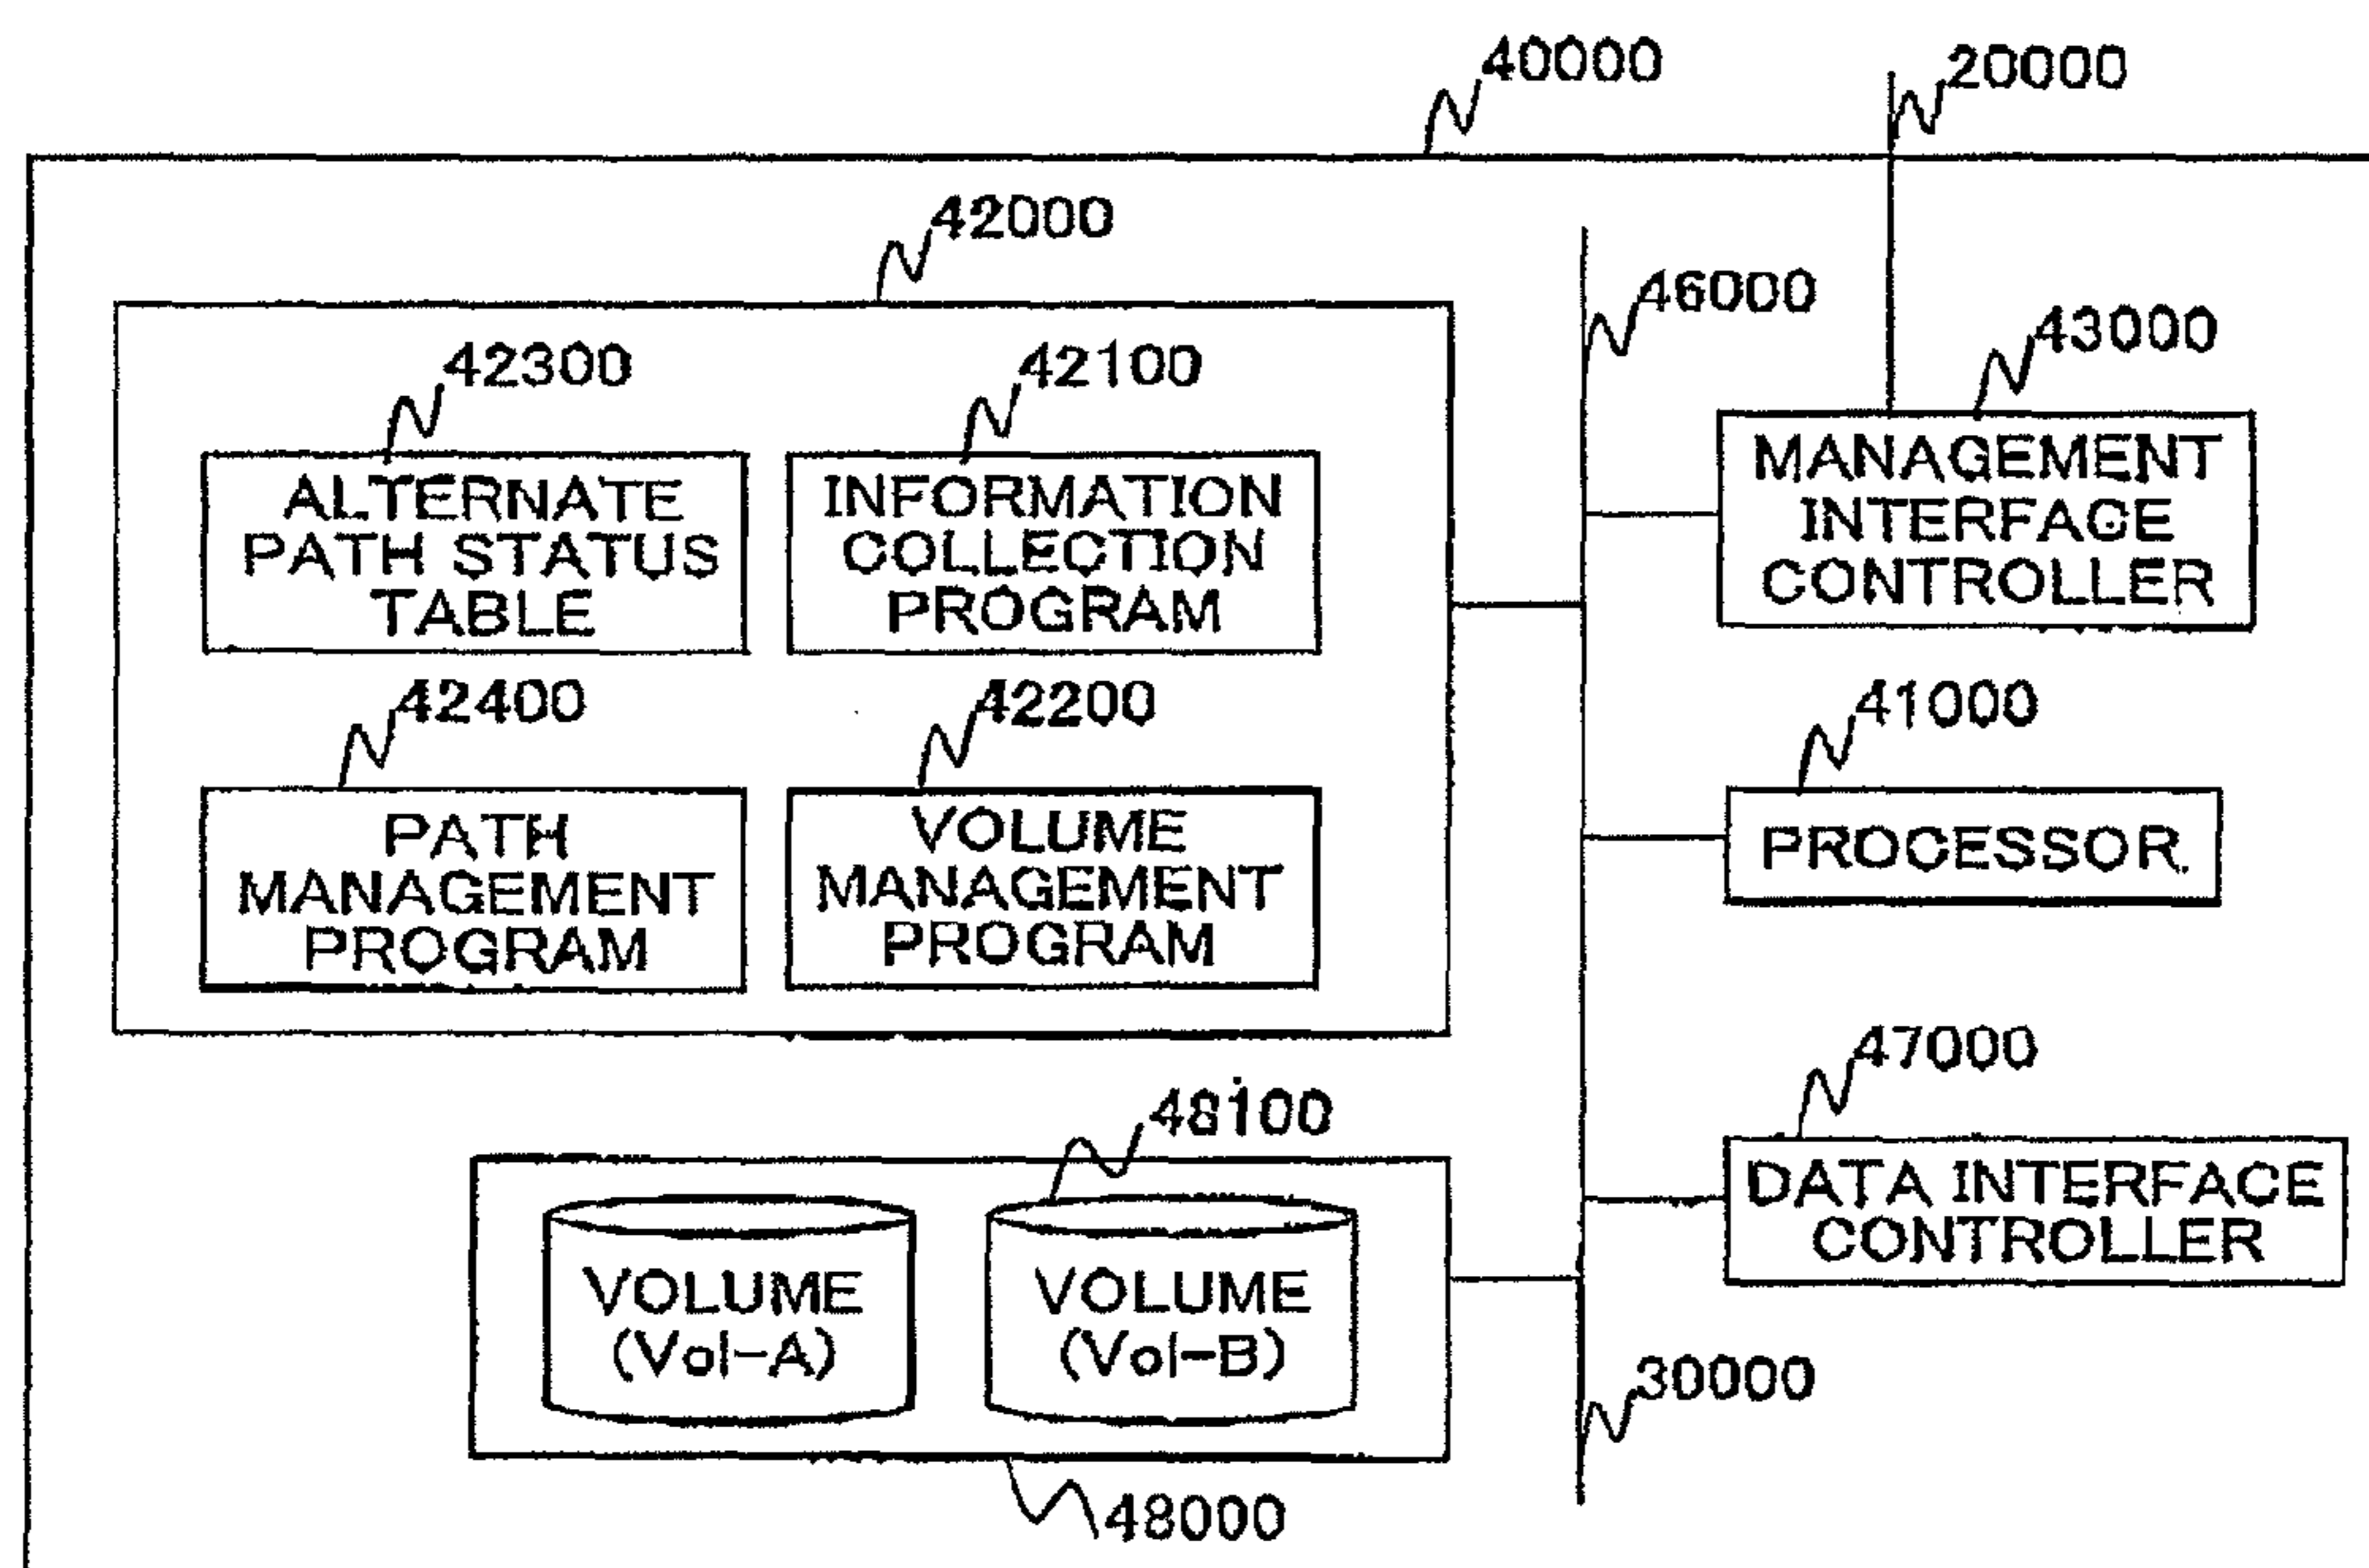 40000
20000
42000
46000
43000
42300
42100
MANAGEMENT
INTERFACE
CONTROLLER
ALTERNATE
PATH STATUS
TABLE
INFORMATION
COLLECTION
PROGRAM
42400
42200
41000
PATH
MANAGEMENT
PROGRAM
VOLUME
MANAGEMENT
PROGRAM
PROCESSOR
47000
48100
DATA INTERFACE
CONTROLLER
VOLUME
(Vol-A)
VOLUME
(Vol-B)
30000
48000